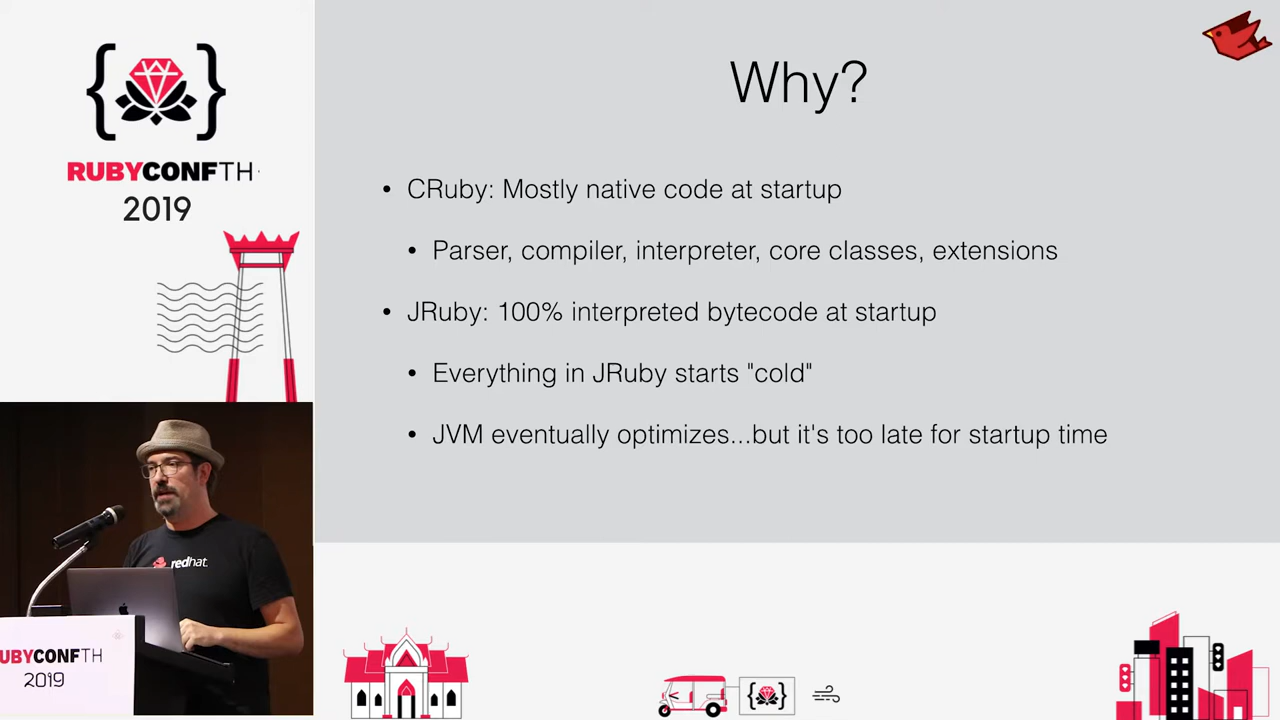 RUBYCONFTH
2019
Why?
• CRuby: Mostly native code at startup
• Parser, compiler, interpreter, core classes, extensions
• JRuby: 100% interpreted bytecode at startup
• Everything in JRuby starts "cold"
• JVM eventually optimizes...but it's too late for startup time
redhat
UBYCONFTH
2019